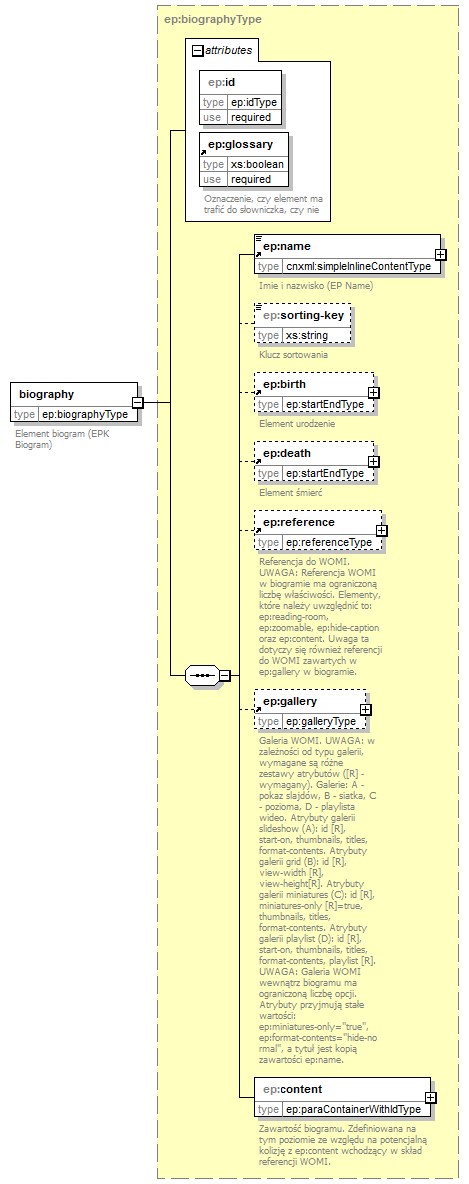 ep:biographyType
attributes
ep:id
type ep:idType
use required
ep:glossary
type xs:boolean
use required
Oznaczenie, czy element ma
trafić do słowniczka, czy nie
ep:name
type cnxml:simpleInlineContentType
Imie i nazwisko (EP Name)
ep:sorting-key
type xs:string
Klucz sortowania
ep:birth
type ep:startEndType
Element urodzenie
biography
type ep:biographyType
Element biogram (EPK
Biogram)
ep:death
type ep:startEndType
Element śmierć
ep:reference
type ep:referenceType
Referencja do WOMI.
UWAGA: Referencja WOMI
w biogramie ma ograniczoną
liczbę właściwości. Elementy,
które należy uwzględnić to:
ep:reading-room,
ep:zoomable, ep:hide-caption
oraz ep:content. Uwaga ta
dotyczy się również referencji
do WOMI zawartych w
ep:gallery w biogramie.
ep:gallery
type ep:galleryType
Galeria WOMI. UWAGA: w
zależności od typu galerii,
wymagane są różne
zestawy atrybutów ([R] -
wymagany). Galerie: A -
pokaz slajdów, B - siatka, C
- pozioma, D - playlista
wideo. Atrybuty galerii
slideshow (A): id [R],
start-on, thumbnails, titles,
format-contents. Atrybuty
galerii grid (B): id [R],
view-width [R],
view-height[R]. Atrybuty
galerii miniatures (C): id [R],
miniatures-only [R]=true,
thumbnails, titles,
format-contents. Atrybuty
galerii playlist (D): id [R],
start-on, thumbnails, titles,
format-contents, playlist [R].
UWAGA: Galeria WOMI
wewnątrz biogramu ma
ograniczoną liczbę opcji.
Atrybuty przyjmują stałe
wartości:
ep:miniatures-only="true",
ep:format-contents="hide-no
rmal", a tytuł jest kopią
zawartości ep:name.
ep:content
type ep:paraContainerWithIdType
Zawartość biogramu. Zdefiniowana na
tym poziomie ze względu na potencjalną
kolizję z ep:content wchodzący w skład
referencji WOMI.